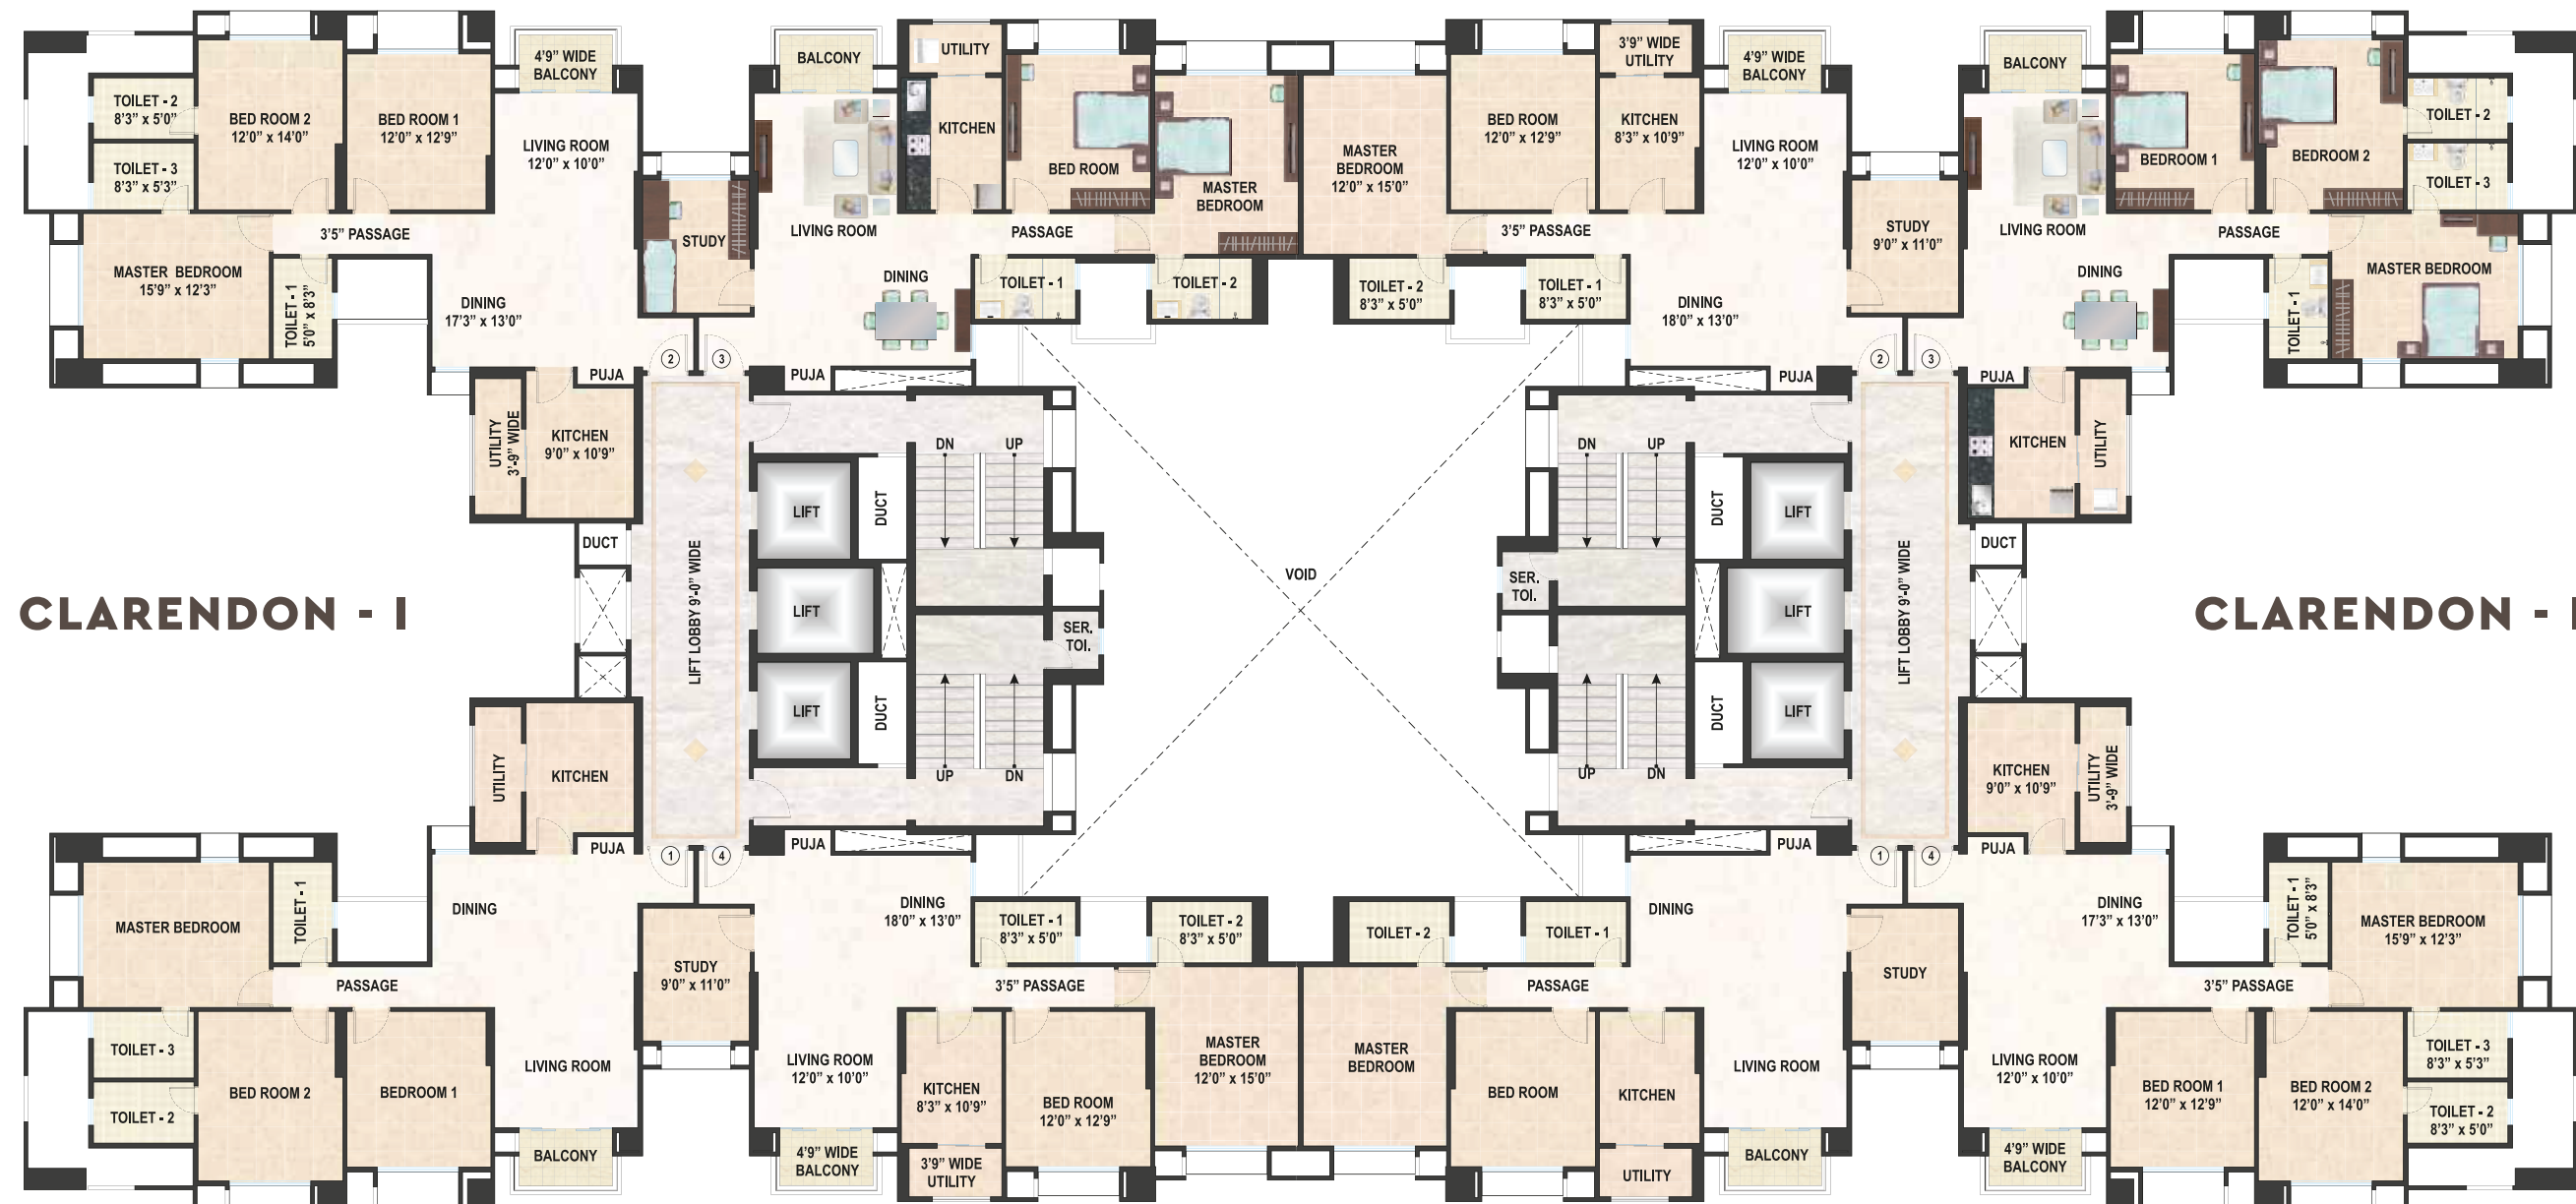 4'9" WIDE
BALCONY
TOILET - 2
8'3" x 5'0"
BED ROOM 2
12'0" x 14'0"
BED ROOM 1
12'0" x 12'9"
LIVING ROOM
12'0" x 10'0"
TOILET - 3
8'3" x 5'3"
3'5" PASSAGE
MASTER BEDROOM
15'9" x 12'3"
TOILET - 1
5'0" x 8'3"
DINING
17'3" x 13'0"
PUJA
UTILITY
3'-9" WIDE
KITCHEN
9'0" x 10'9"
DUCT
STUDY
2
3
BALCONY
UTILITY
KITCHEN
BED ROOM
MASTER
BEDROOM
LIVING ROOM
PASSAGE
DINING
TOILET - 1
TOILET - 2
PUJA
MASTER
BEDROOM
12'0" x 15'0"
BED ROOM
12'0" x 12'9"
3'9" WIDE
UTILITY
KITCHEN
8'3" x 10'9"
4'9" WIDE
BALCONY
LIVING ROOM
12'0" x 10'0"
3'5" PASSAGE
TOILET - 2
8'3" x 5'0"
TOILET - 1
8'3" x 5'0"
DINING
18'0" x 13'0"
PUJA
STUDY
9'0" x 11'0"
2
3
BALCONY
BEDROOM 1
BEDROOM 2
TOILET - 2
TOILET - 3
LIVING ROOM
PASSAGE
DINING
MASTER BEDROOM
TOILET - 1
PUJA
KITCHEN
UTILITY
DUCT
CLARENDON - I
LIFT LOBBY 9'-0" WIDE
LIFT
LIFT
LIFT
DUCT
DUCT
DN
UP
SER.
TOI.
UP
DN
VOID
DN
UP
SER.
TOI.
UP
DN
DUCT
DUCT
LIFT
LIFT
LIFT
LIFT LOBBY 9'-0" WIDE
CLARENDON -
UTILITY
KITCHEN
PUJA
1
4
MASTER BEDROOM
TOILET - 1
DINING
PASSAGE
TOILET - 3
TOILET - 2
BED ROOM 2
BEDROOM 1
LIVING ROOM
BALCONY
STUDY
9'0" x 11'0"
PUJA
DINING
18'0" x 13'0"
TOILET - 1
8'3" x 5'0"
TOILET - 2
8'3" x 5'0"
3'5" PASSAGE
LIVING ROOM
12'0" x 10'0"
KITCHEN
8'3" x 10'9"
BED ROOM
12'0" x 12'9"
MASTER
BEDROOM
12'0" x 15'0"
4'9" WIDE
BALCONY
3'9" WIDE
UTILITY
PUJA
DINING
TOILET - 2
TOILET - 1
PASSAGE
MASTER
BEDROOM
BED ROOM
KITCHEN
UTILITY
LIVING ROOM
BALCONY
STUDY
1
4
KITCHEN
9'0" x 10'9"
UTILITY
3'-9" WIDE
PUJA
DINING
17'3" x 13'0"
TOILET - 1
5'0" x 8'3"
MASTER BEDROOM
15'9" x 12'3"
3'5" PASSAGE
LIVING ROOM
12'0" x 10'0"
BED ROOM 1
12'0" x 12'9"
BED ROOM 2
12'0" x 14'0"
TOILET - 3
8'3" x 5'3"
TOILET - 2
8'3" x 5'0"
4'9" WIDE
BALCONY